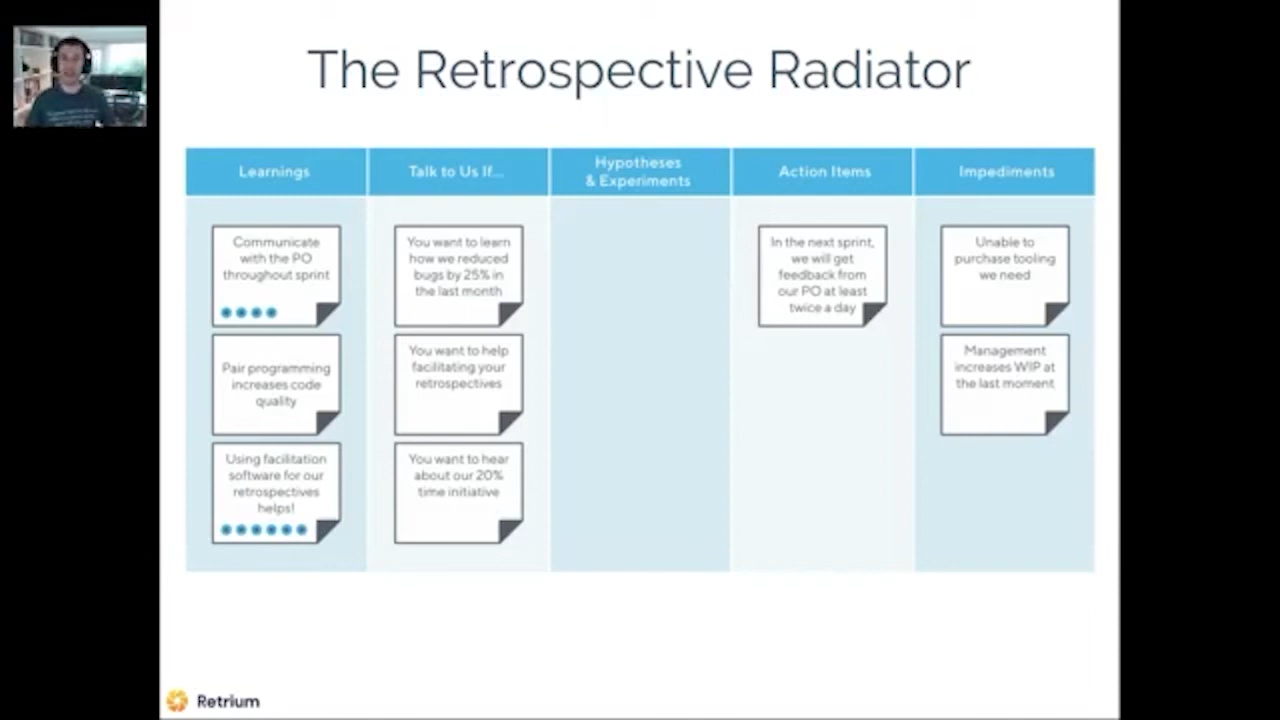 The Retrospective Radiator
Learnings
Talk to Us If...
Hypotheses
& Experiments
Action Items
Impediments
Communicate
with the PO
throughout sprint
Pair programming
increases code
quality
Using facilitation
software for our
retrospectives
helps!
You want to learn
how we reduced
bugs by 25% in
the last month
You want to help
facilitating your
retrospectives
You want to hear
about our 20%
time initiative
In the next sprint,
we will get
feedback from
our PO at least
twice a day
Unable to
purchase tooling
we need
Management
increases WIP at
the last moment
Retrium